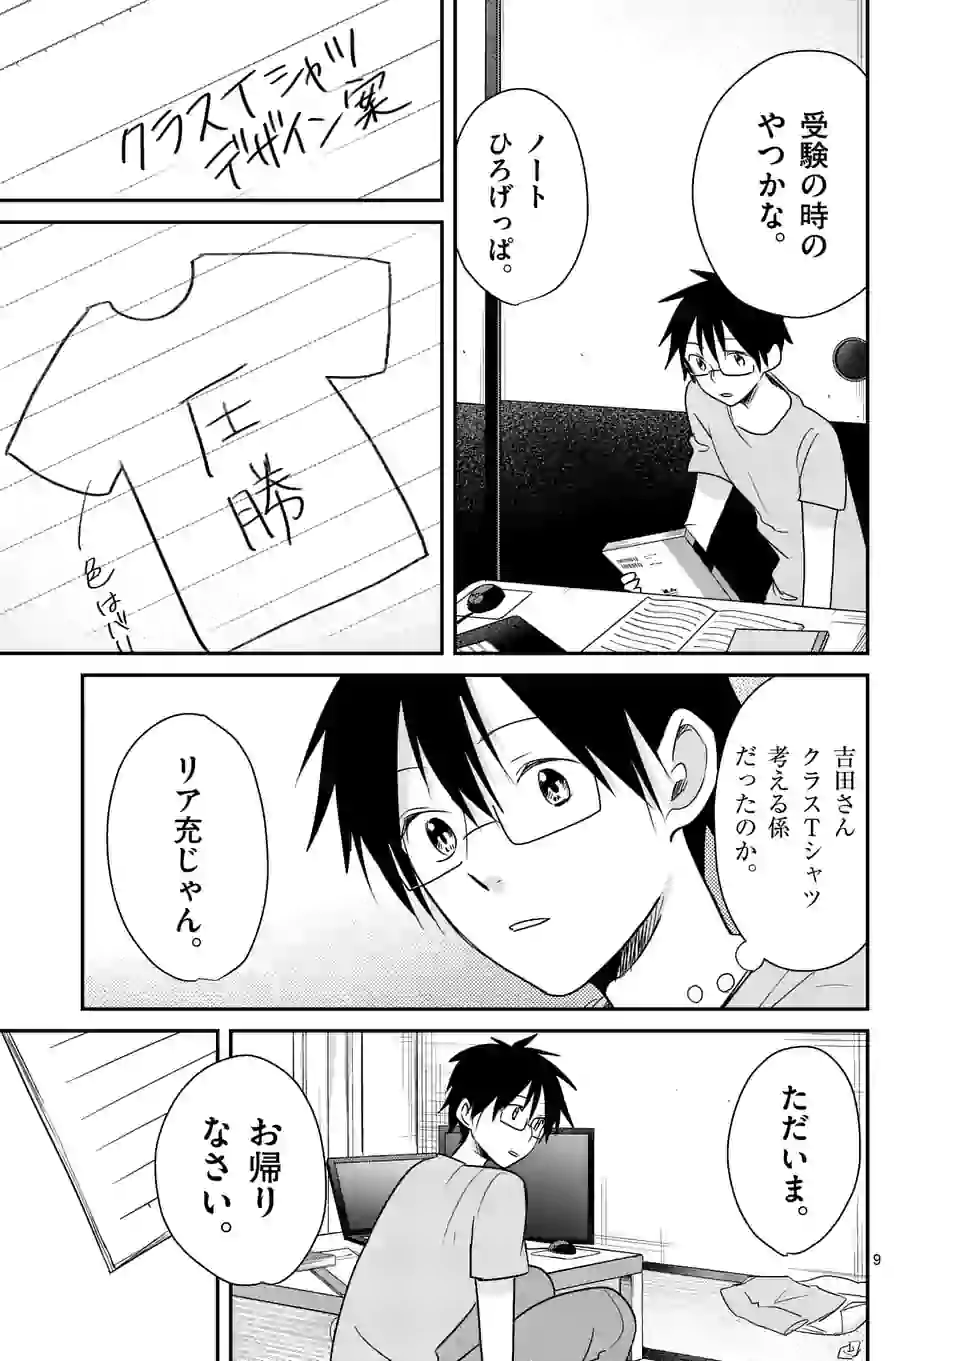 受験の時の
やつかな。
ノート
ひろげっぱ。
クラスTシャツ
デザイン案
圧
勝
色は
吉田さん
クラスTシャツ
考える係
だったのか。
リア充じゃん。
ただいま。
お帰り
なさい。
9